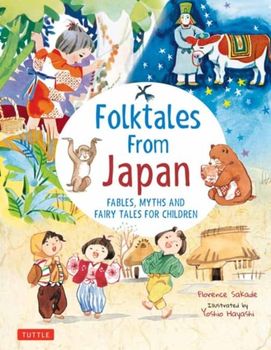 Folktales
From
Japan
FABLES, MYTHS AND
FAIRY TALES FOR CHILDREN
Florence Sakade
Illustrated by
Yoshio Hayashi
TUTTLE